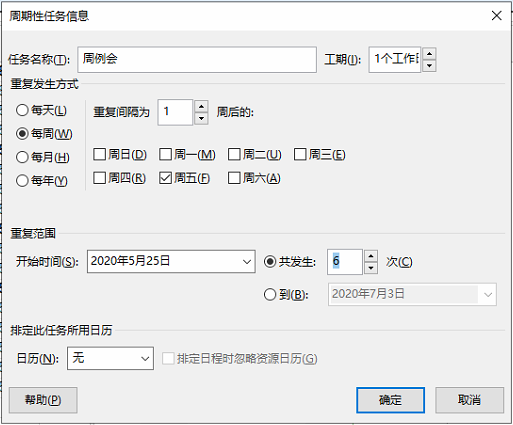 周期性任务信息
任务名称(T): 周例会 工期(I): 1个工作日
重复发生方式
每天(L) 重复间隔为 1 周后的:
每周(W)
每月(H) 周日(D) 周一(M) 周二(U) 周三(E)
每年(Y) 周四(R) 周五(F) 周六(A)
重复范围
开始时间(S): 2020年5月25日 共发生: 6 次(C)
到(B): 2020年7月3日
排定此任务所用日历
日历(N): 无 排定日程时忽略资源日历(G)
帮助(P) 确定 取消